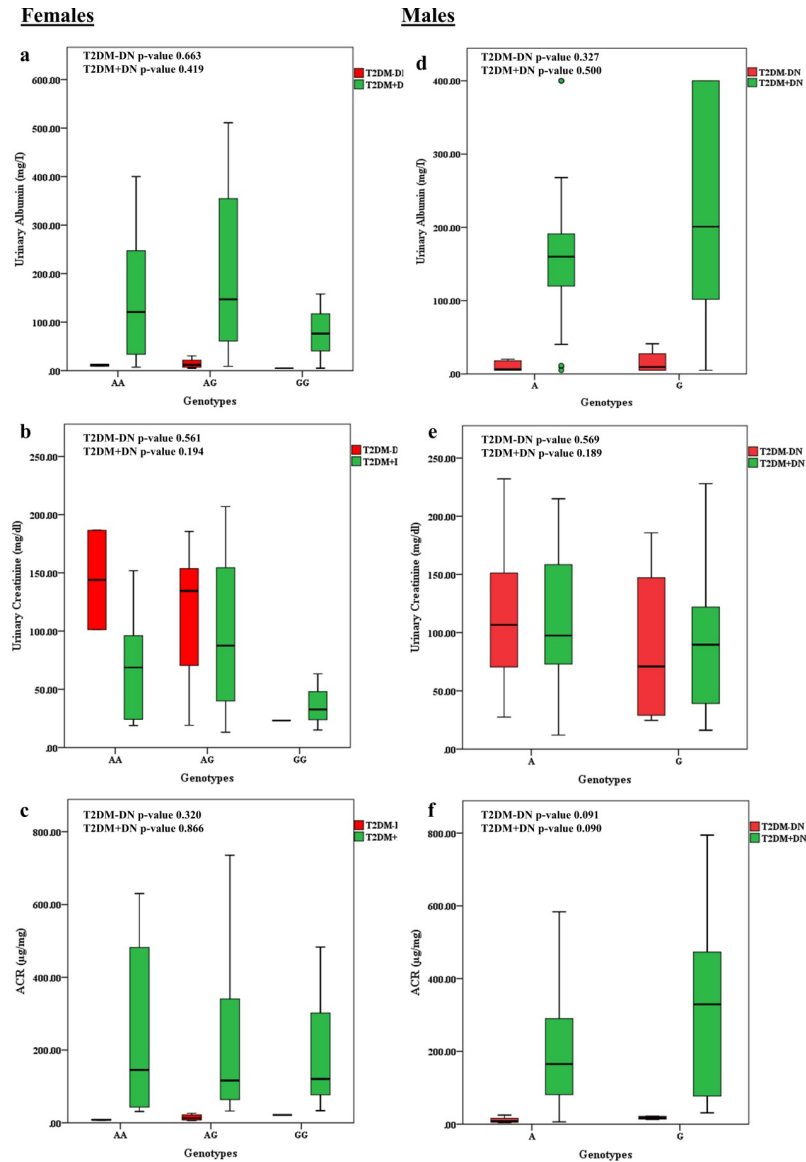 Females
Males
a
T2DM-DN p-value 0.663
T2DM+DN p-value 0.419
T2DM-D
T2DM+D
600.00
500.00
400.00
300.00
200.00
100.00
.00
Urinary Albumin (mg/l)
AA AG GG
Genotypes
d
T2DM-DN p-value 0.327
T2DM+DN p-value 0.500
T2DM-DN
T2DM+DN
400.00
300.00
200.00
100.00
.00
Urinary Albumin (mg/l)
A G
Genotypes
b
T2DM-DN p-value 0.561
T2DM+DN p-value 0.194
T2DM-D
T2DM+I
250.00
200.00
150.00
100.00
50.00
.00
Urinary Creatinine (mg/dl)
AA AG GG
Genotypes
e
T2DM-DN p-value 0.569
T2DM+DN p-value 0.189
T2DM-DN
T2DM+DN
250.00
200.00
150.00
100.00
50.00
.00
Urinary Creatinine (mg/dl)
A G
Genotypes
c
T2DM-DN p-value 0.320
T2DM+DN p-value 0.866
T2DM-I
T2DM+
800.00
600.00
400.00
200.00
.00
ACR (µg/mg)
AA AG GG
Genotypes
f
T2DM-DN p-value 0.091
T2DM+DN p-value 0.090
T2DM-DN
T2DM+DN
800.00
600.00
400.00
200.00
.00
ACR (µg/mg)
A G
Genotypes